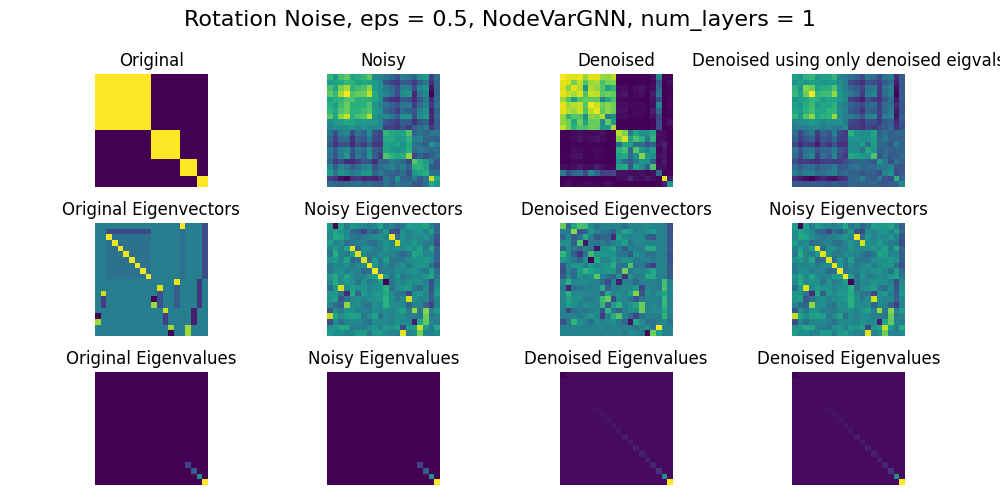 Rotation Noise, eps = 0.5, NodeVarGNN, num_layers = 1
Original
Noisy
Denoised
Denoised using only denoised eigvals
Original Eigenvectors
Noisy Eigenvectors
Denoised Eigenvectors
Noisy Eigenvectors
Original Eigenvalues
Noisy Eigenvalues
Denoised Eigenvalues
Denoised Eigenvalues